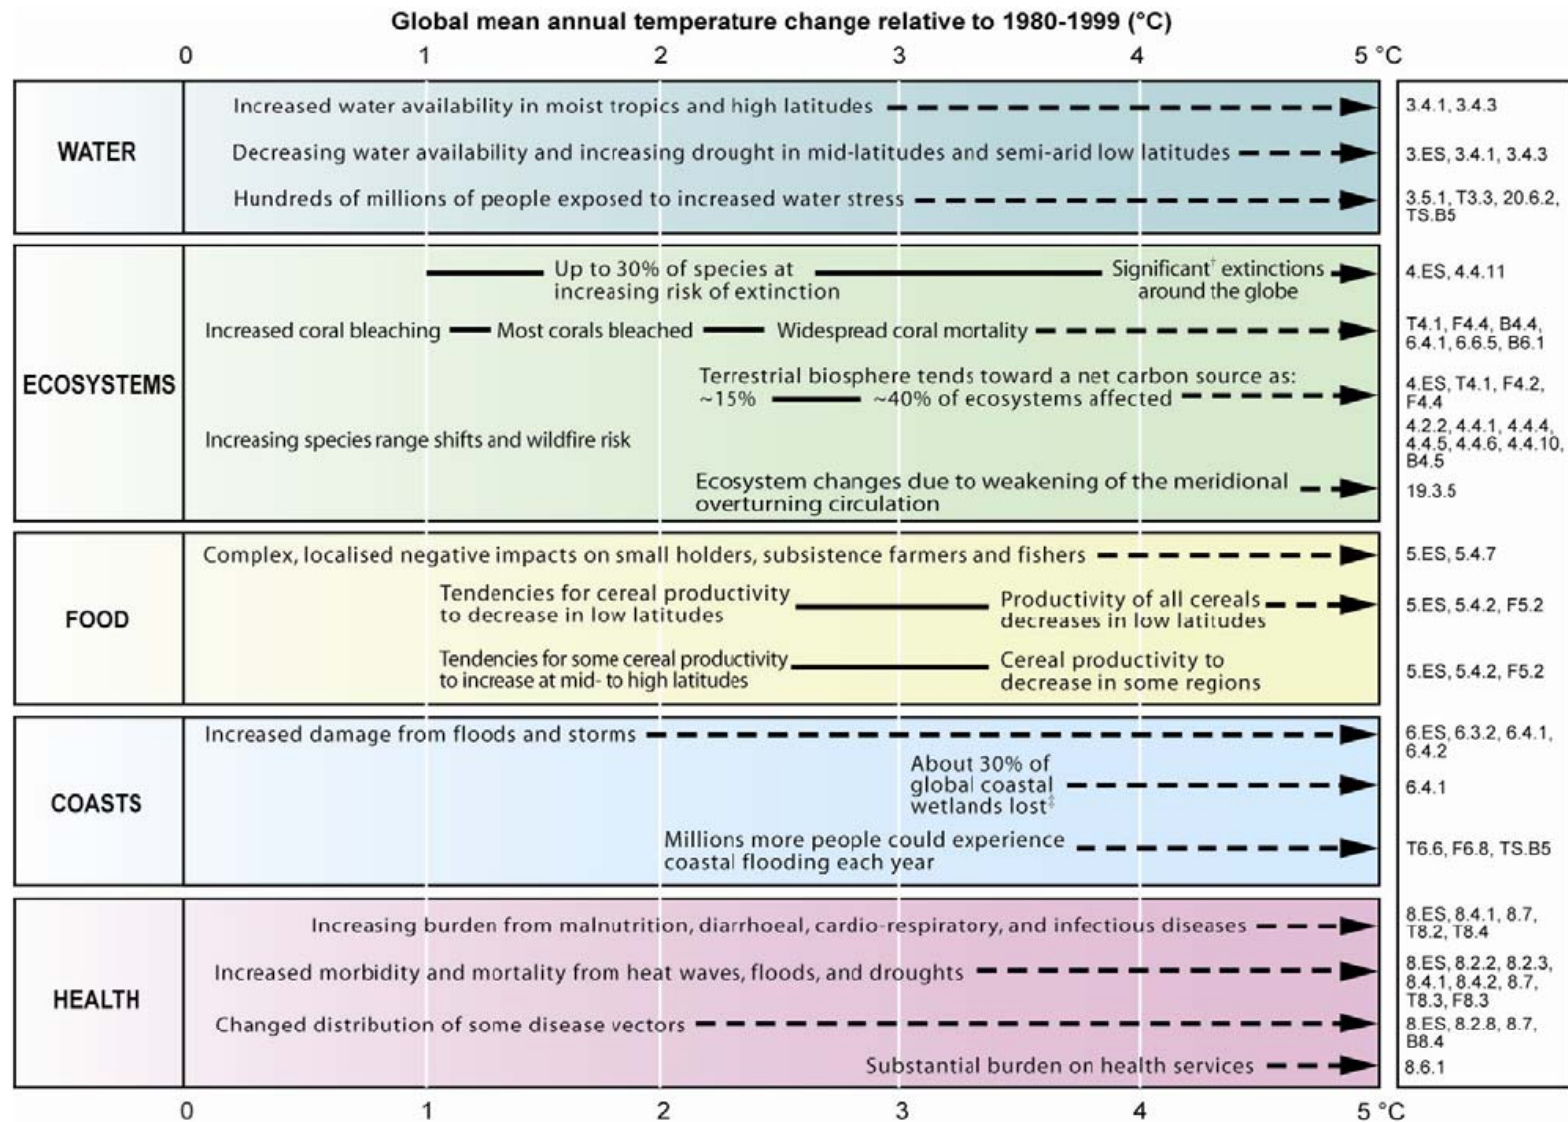 Global mean annual temperature change relative to 1980-1999 (°C)
0 1 2 3 4 5 °C
WATER
Increased water availability in moist tropics and high latitudes
3.4.1, 3.4.3
Decreasing water availability and increasing drought in mid-latitudes and semi-arid low latitudes
3.ES, 3.4.1, 3.4.3
Hundreds of millions of people exposed to increased water stress
3.5.1, T3.3, 20.6.2,
TS.B5
ECOSYSTEMS
Up to 30% of species at
increasing risk of extinction
Significant† extinctions
around the globe
4.ES, 4.4.11
Increased coral bleaching Most corals bleached Widespread coral mortality
T4.1, F4.4, B4.4,
6.4.1, 6.6.5, B6.1
Terrestrial biosphere tends toward a net carbon source as:
~15% ~40% of ecosystems affected
4.ES, T4.1, F4.2,
F4.4
Increasing species range shifts and wildfire risk
4.2.2, 4.4.1, 4.4.4,
4.4.5, 4.4.6, 4.4.10,
B4.5
Ecosystem changes due to weakening of the meridional
overturning circulation
19.3.5
FOOD
Complex, localised negative impacts on small holders, subsistence farmers and fishers
5.ES, 5.4.7
Tendencies for cereal productivity
to decrease in low latitudes
Productivity of all cereals
decreases in low latitudes
5.ES, 5.4.2, F5.2
Tendencies for some cereal productivity
to increase at mid- to high latitudes
Cereal productivity to
decrease in some regions
5.ES, 5.4.2, F5.2
COASTS
Increased damage from floods and storms
6.ES, 6.3.2, 6.4.1,
6.4.2
About 30% of
global coastal
wetlands lost‡
6.4.1
Millions more people could experience
coastal flooding each year
T6.6, F6.8, TS.B5
HEALTH
Increasing burden from malnutrition, diarrhoeal, cardio-respiratory, and infectious diseases
8.ES, 8.4.1, 8.7,
T8.2, T8.4
Increased morbidity and mortality from heat waves, floods, and droughts
8.ES, 8.2.2, 8.2.3,
8.4.1, 8.4.2, 8.7,
T8.3, F8.3
Changed distribution of some disease vectors
8.ES, 8.2.8, 8.7,
B8.4
Substantial burden on health services
8.6.1
0 1 2 3 4 5 °C